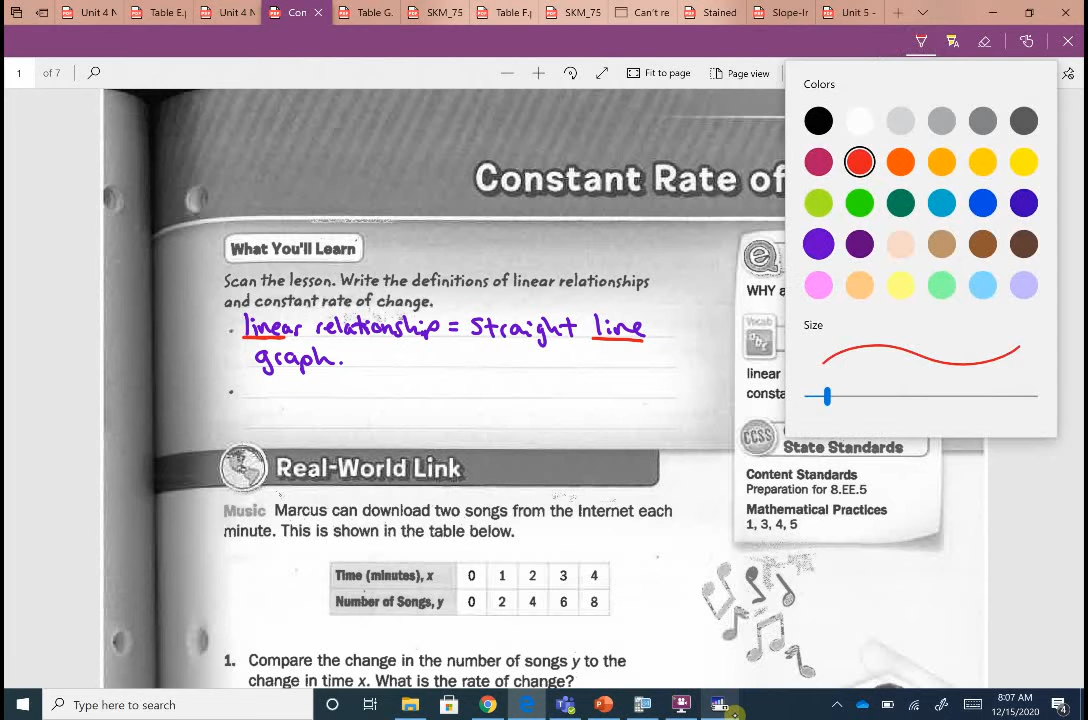 Unit 4 N
Table E.
Unit 4 N
Con
Table G.
SKM_75
Table F.
SKM_75
Can't re
Stained
Slope-Ir
Unit 5 -
1 of 7
Fit to page
Page view
Colors
Size
Constant Rate of
What You'll Learn
Scan the lesson. Write the definitions of linear relationships
and constant rate of change.
linear relationship = Straight line
graph.
WHY a
Vocab
abc
linear
consta
CCSS
State Standards
Content Standards
Preparation for 8.EE.5
Mathematical Practices
1, 3, 4, 5
Real-World Link
Music Marcus can download two songs from the Internet each
minute. This is shown in the table below.
Time (minutes), x 0 1 2 3 4
Number of Songs, y 0 2 4 6 8
1. Compare the change in the number of songs y to the
change in time x. What is the rate of change?
Type here to search
8:07 AM
12/15/2020
4